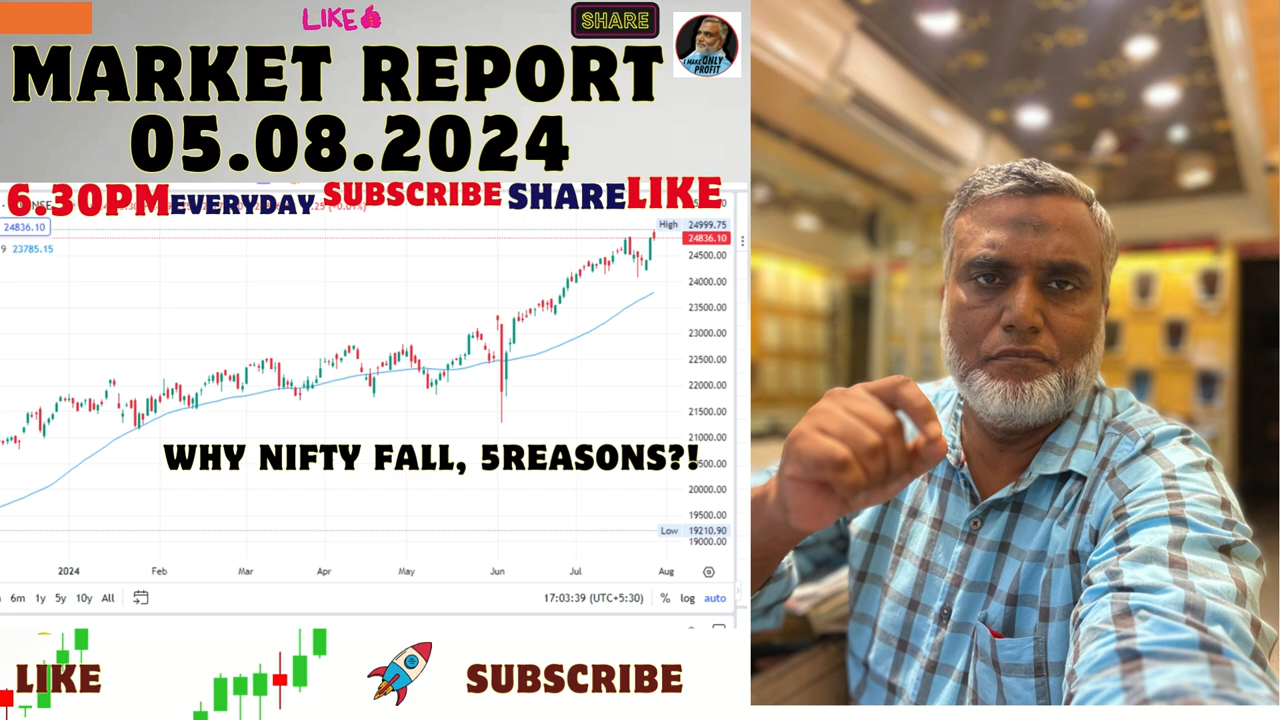 LIKE
SHARE
I MAKE ONLY
PROFIT
MARKET REPORT
05.08.2024
6.30PM EVERYDAY SUBSCRIBE SHARE LIKE
24836.10
High 24999.75
24836.10
9 23785.15
24500.00
24000.00
23500.00
23000.00
22500.00
22000.00
21500.00
21000.00
WHY NIFTY FALL, 5REASONS?!
20000.00
19500.00
Low 19210.90
19000.00
2024 Feb Mar Apr May Jun Jul Aug
6m 1y 5y 10y All 17:03:39 (UTC+5:30) % log auto
LIKE SUBSCRIBE